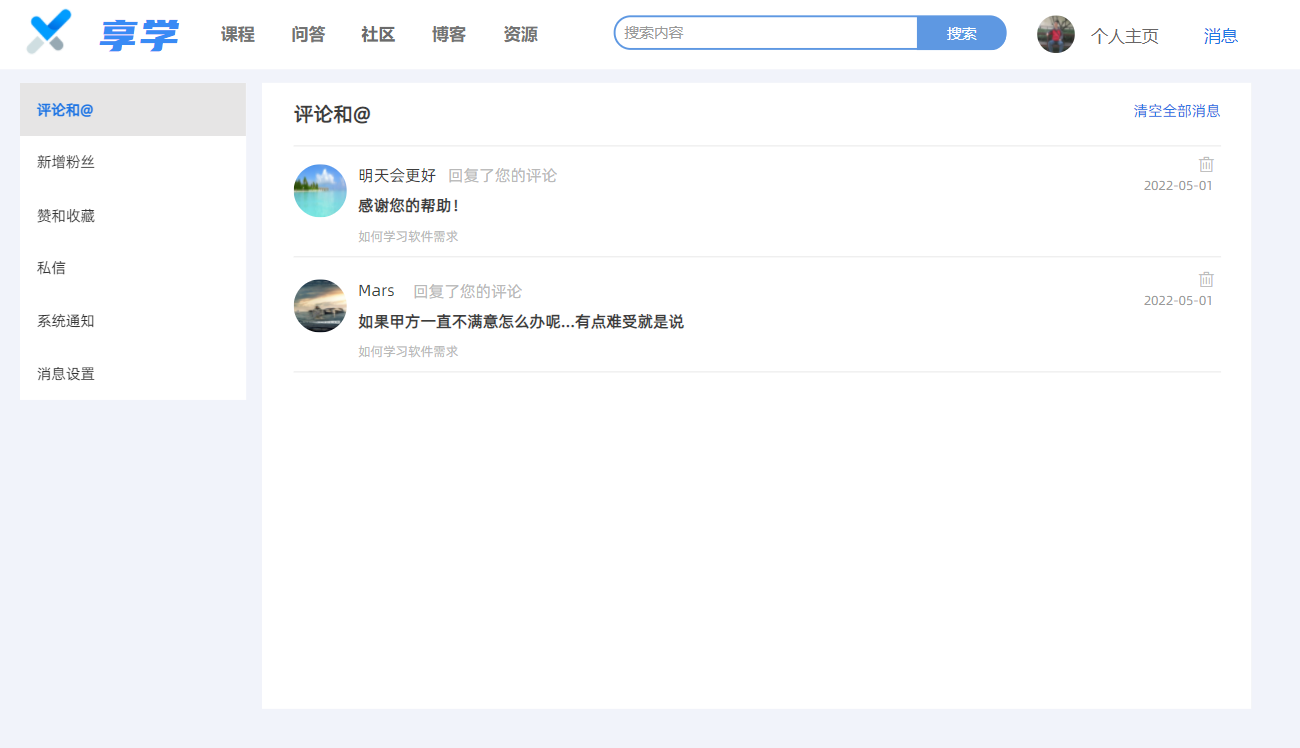 享学 课程 问答 社区 博客 资源 搜索内容 搜索 个人主页 消息
评论和@
新增粉丝
赞和收藏
私信
系统通知
消息设置
评论和@ 清空全部消息
明天会更好 回复了您的评论
2022-05-01
感谢您的帮助！
如何学习软件需求
Mars 回复了您的评论
2022-05-01
如果甲方一直不满意怎么办呢...有点难受就是说
如何学习软件需求